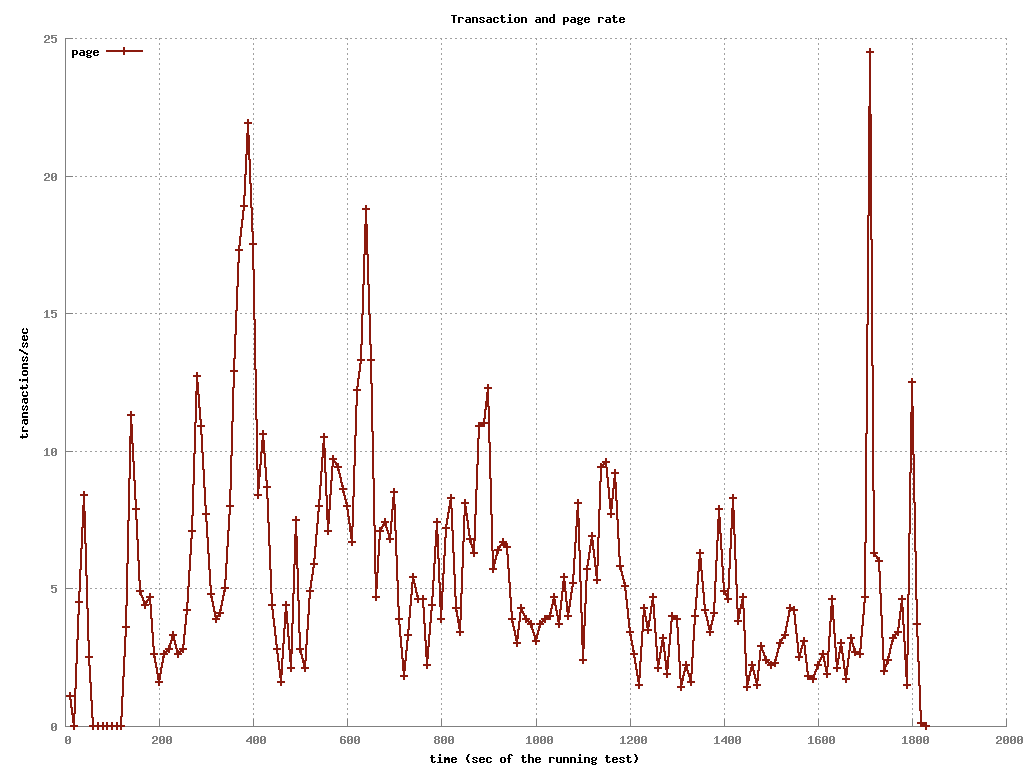 Transaction and page rate
25
page
20
15
transactions/sec
10
5
0
0 200 400 600 800 1000 1200 1400 1600 1800 2000
time (sec of the running test)